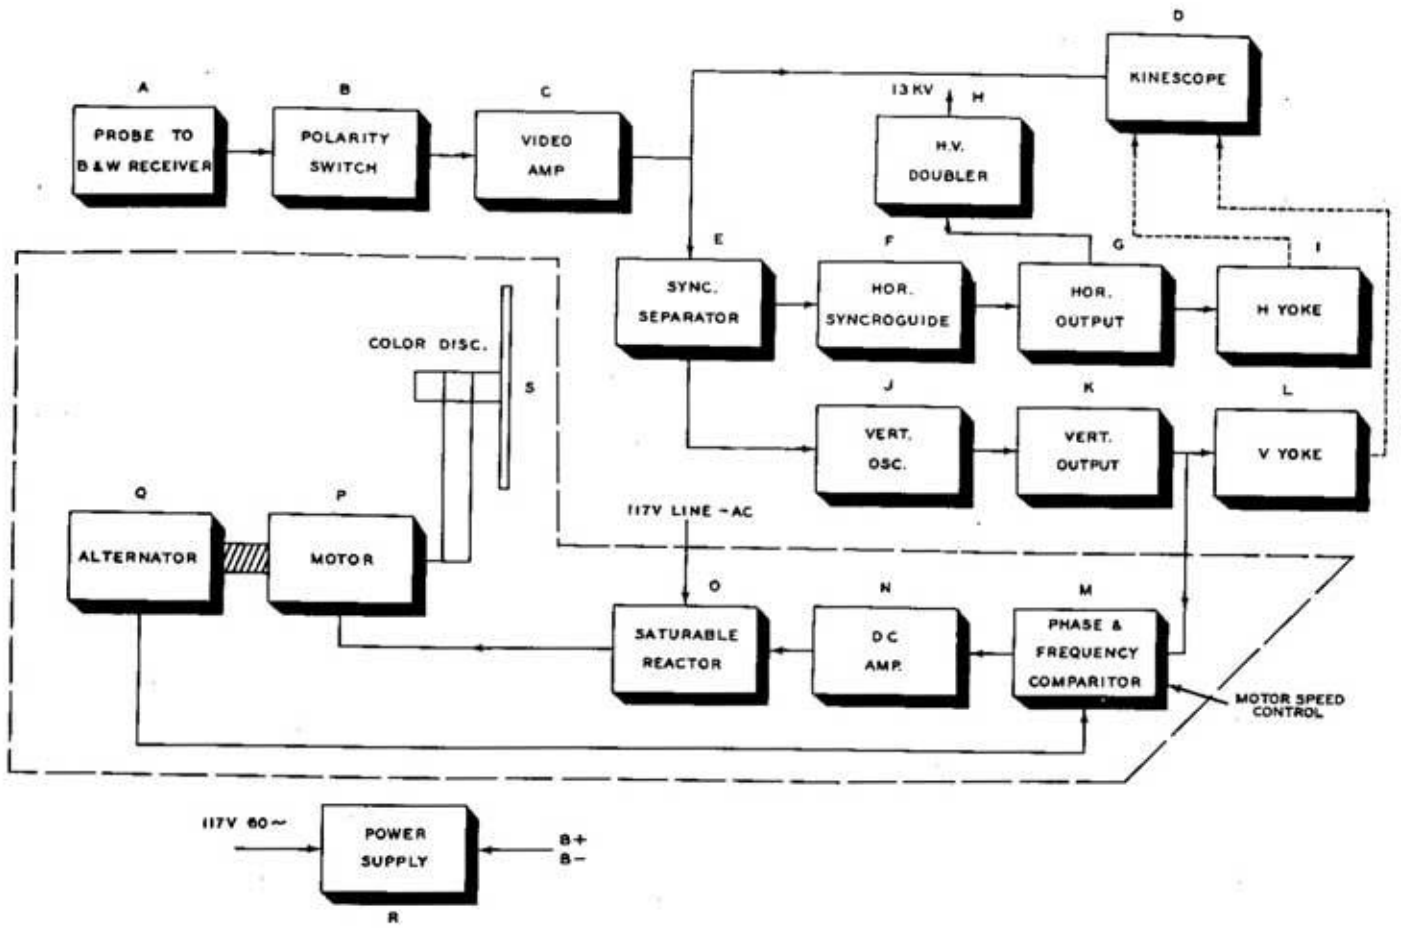 A
PROBE TO
B & W RECEIVER
B
POLARITY
SWITCH
C
VIDEO
AMP
D
KINESCOPE
13 KV
H
H.V.
DOUBLER
E
SYNC.
SEPARATOR
F
HOR.
SYNCROGUIDE
G
HOR.
OUTPUT
I
H YOKE
J
VERT.
OSC.
K
VERT.
OUTPUT
L
V YOKE
COLOR DISC.
S
Q
ALTERNATOR
P
MOTOR
117V LINE ~ AC
O
SATURABLE
REACTOR
N
DC
AMP.
M
PHASE &
FREQUENCY
COMPARITOR
MOTOR SPEED
CONTROL
117V 60~
POWER
SUPPLY
B+
B-
R